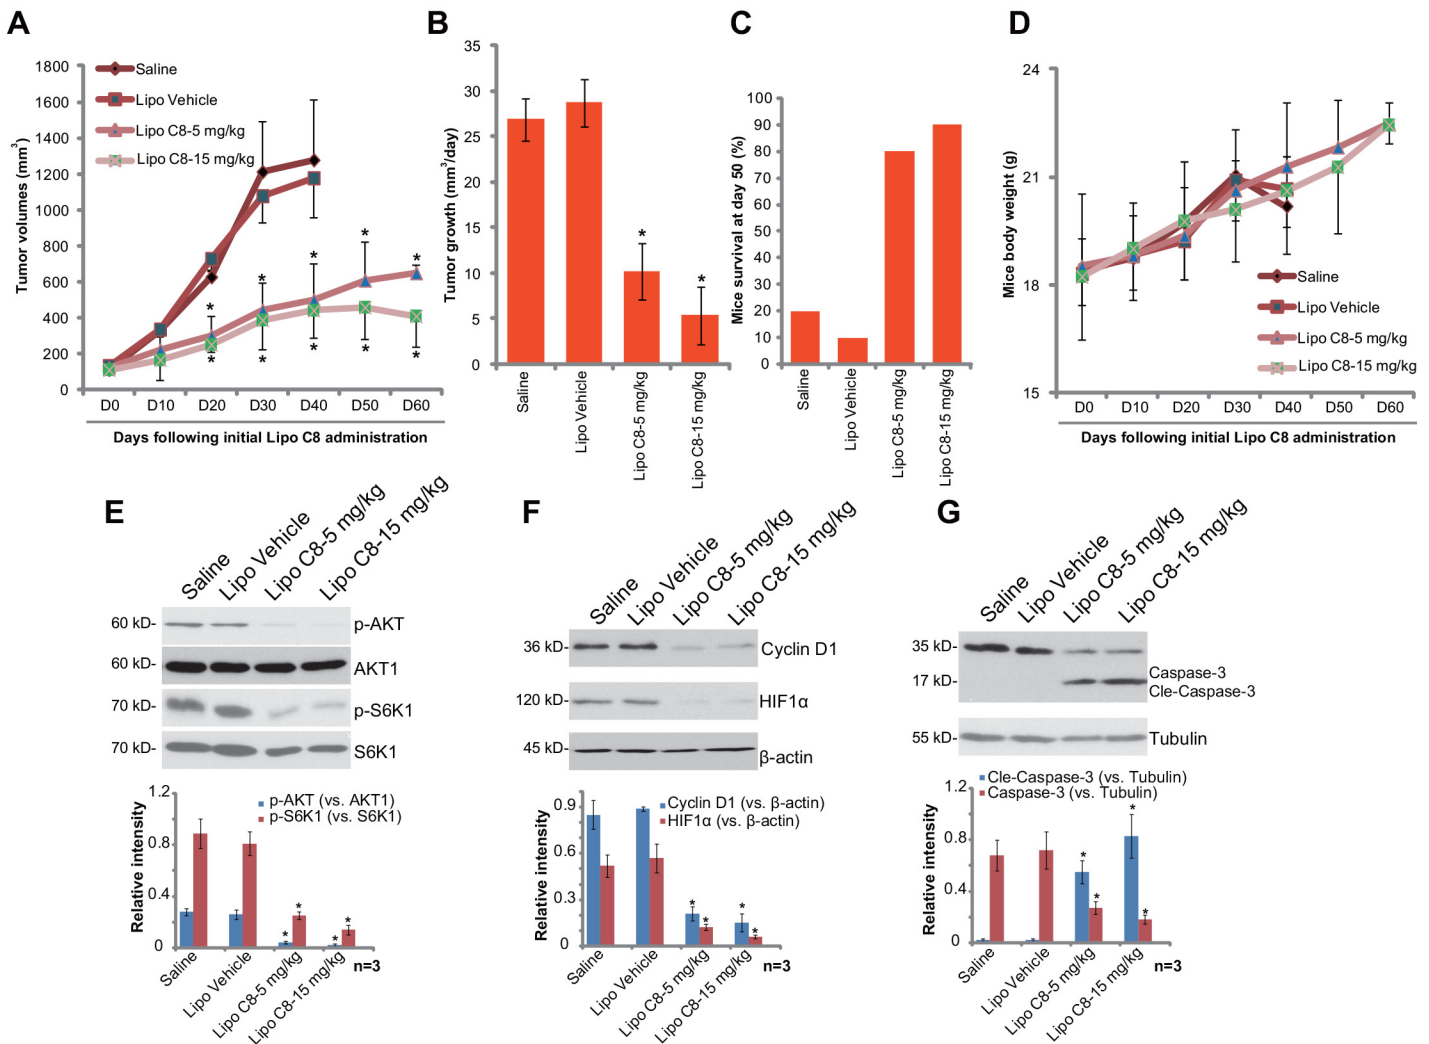 A
Tumor volumes (mm³)
1800
1600
1400
1200
1000
800
600
400
200
0
Saline
Lipo Vehicle
Lipo C8-5 mg/kg
Lipo C8-15 mg/kg
* * * * *
* * * * *
D0 D10 D20 D30 D40 D50 D60
Days following initial Lipo C8 administration
B
Tumor growth (mm³/day)
35
30
25
20
15
10
5
0
* *
Saline
Lipo Vehicle
Lipo C8-5 mg/kg
Lipo C8-15 mg/kg
C
Mice survival at day 50 (%)
100
90
80
70
60
50
40
30
20
10
0
Saline
Lipo Vehicle
Lipo C8-5 mg/kg
Lipo C8-15 mg/kg
D
Mice body weight (g)
24
21
18
15
Saline
Lipo Vehicle
Lipo C8-5 mg/kg
Lipo C8-15 mg/kg
D0 D10 D20 D30 D40 D50 D60
Days following initial Lipo C8 administration
E
Saline
Lipo Vehicle
Lipo C8-5 mg/kg
Lipo C8-15 mg/kg
60 kD- p-AKT
60 kD- AKT1
70 kD- p-S6K1
70 kD- S6K1
Relative intensity
1.2
0.8
0.4
0
p-AKT (vs. AKT1)
p-S6K1 (vs. S6K1)
* * * *
Saline
Lipo Vehicle
Lipo C8-5 mg/kg
Lipo C8-15 mg/kg
n=3
F
Saline
Lipo Vehicle
Lipo C8-5 mg/kg
Lipo C8-15 mg/kg
36 kD- Cyclin D1
120 kD- HIF1α
45 kD- β-actin
Relative intensity
0.9
0.6
0.3
0
Cyclin D1 (vs. β-actin)
HIF1α (vs. β-actin)
* * * *
Saline
Lipo Vehicle
Lipo C8-5 mg/kg
Lipo C8-15 mg/kg
n=3
G
Saline
Lipo Vehicle
Lipo C8-5 mg/kg
Lipo C8-15 mg/kg
35 kD-
17 kD-
Caspase-3
Cle-Caspase-3
55 kD- Tubulin
Relative intensity
1.2
0.8
0.4
0
Cle-Caspase-3 (vs. Tubulin)
Caspase-3 (vs. Tubulin)
* * * *
Saline
Lipo Vehicle
Lipo C8-5 mg/kg
Lipo C8-15 mg/kg
n=3